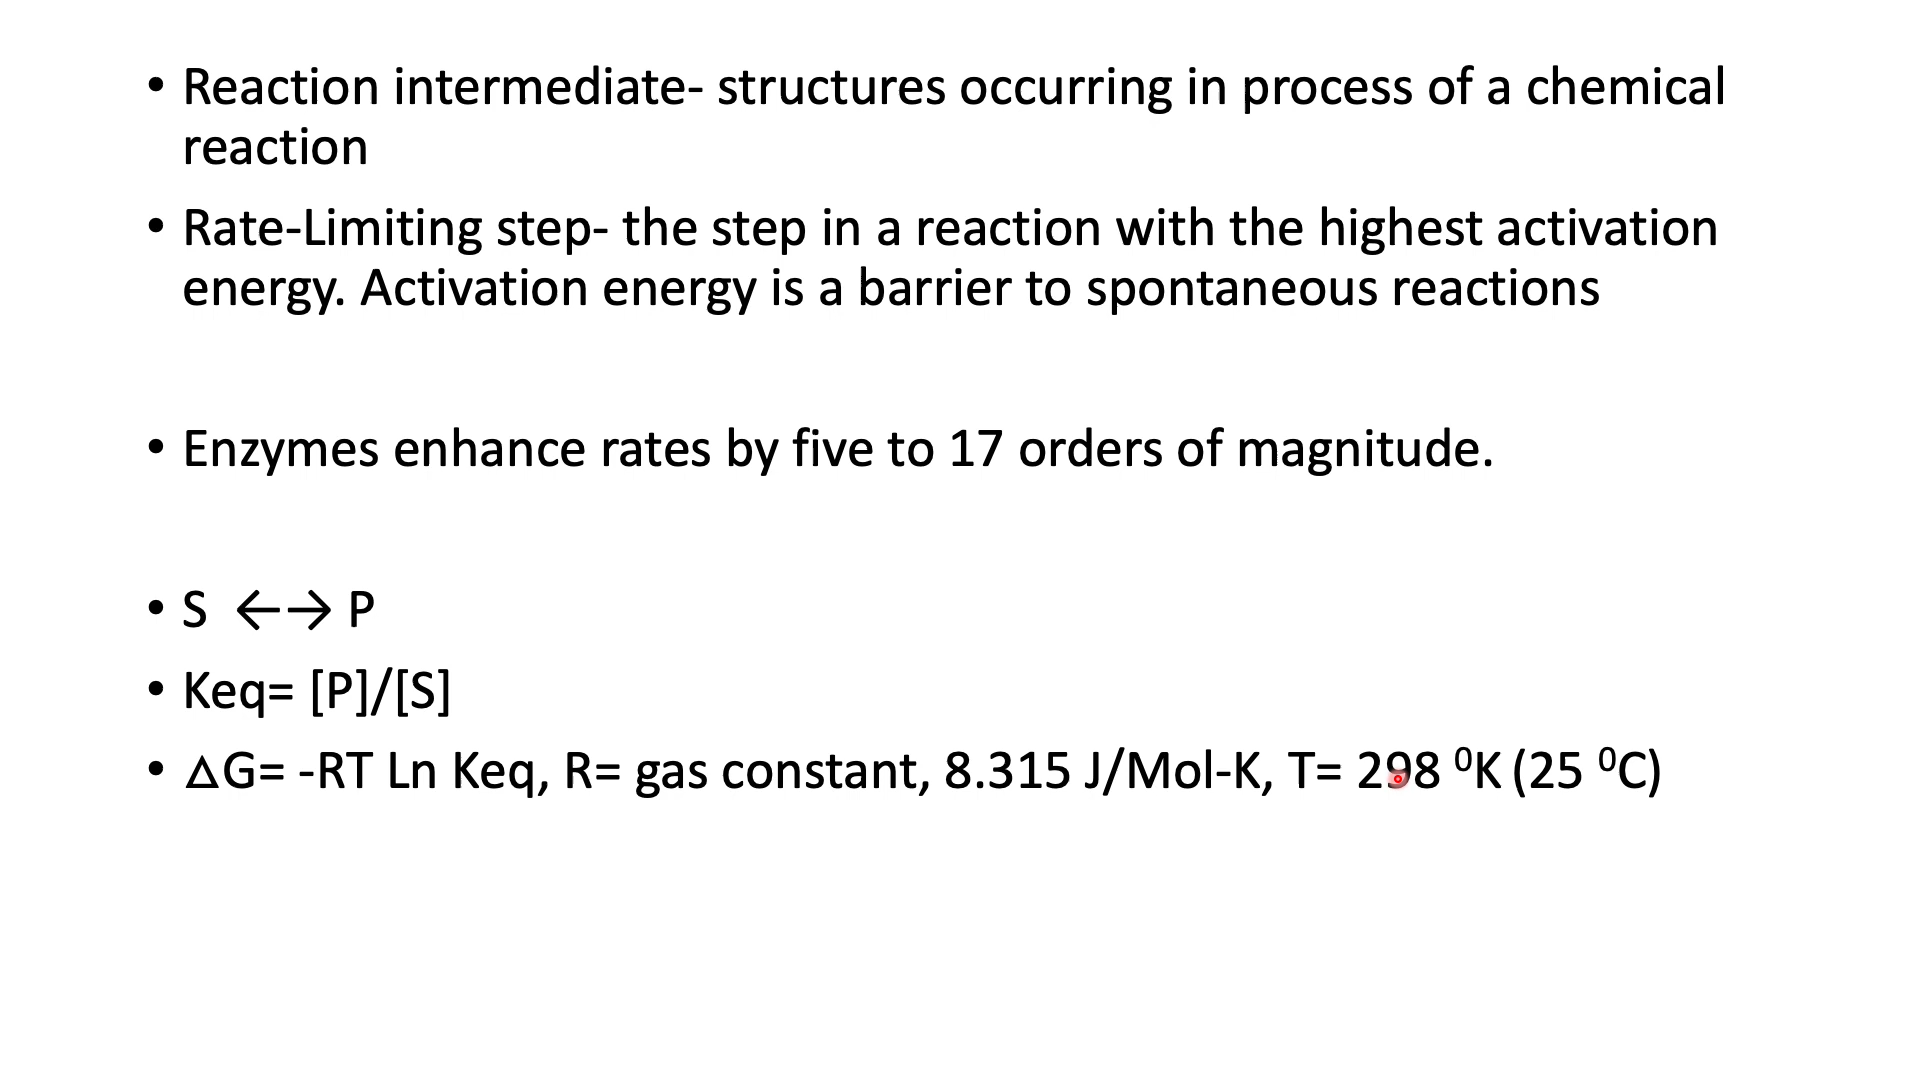 • Reaction intermediate- structures occurring in process of a chemical
reaction
• Rate-Limiting step- the step in a reaction with the highest activation
energy. Activation energy is a barrier to spontaneous reactions
• Enzymes enhance rates by five to 17 orders of magnitude.
• S ←→ P
• Keq= [P]/[S]
• △G= -RT Ln Keq, R= gas constant, 8.315 J/Mol-K, T= 298 ⁰K (25 ⁰C)